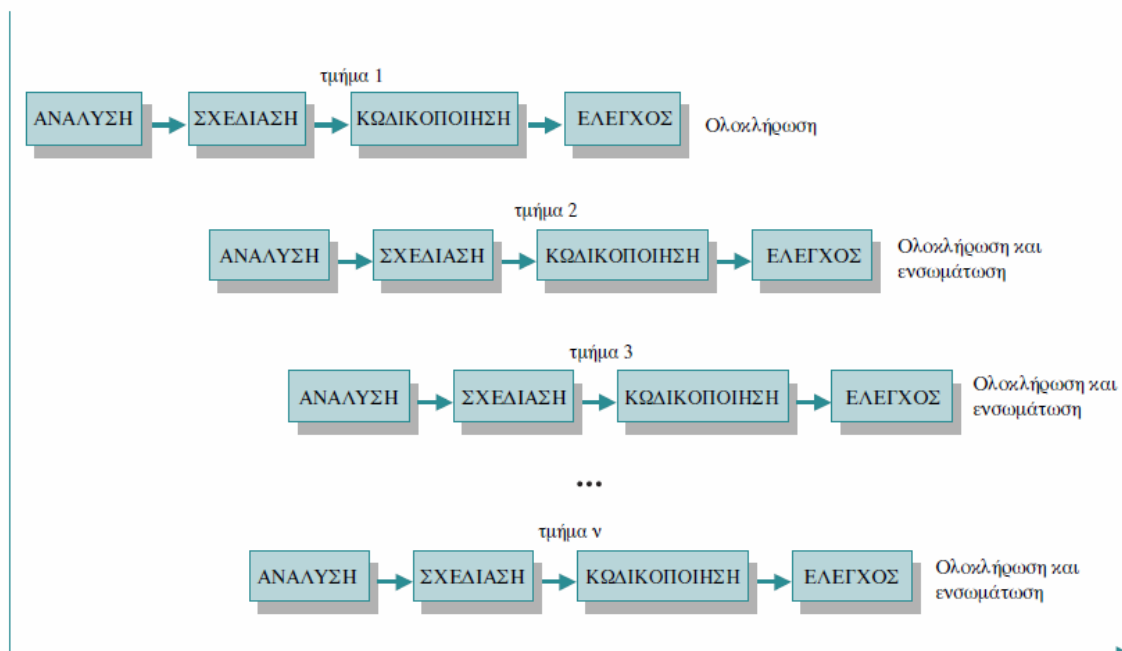 τμήμα 1
ΑΝΑΛΥΣΗ ΣΧΕΔΙΑΣΗ ΚΩΔΙΚΟΠΟΙΗΣΗ ΕΛΕΓΧΟΣ Ολοκλήρωση
τμήμα 2
ΑΝΑΛΥΣΗ ΣΧΕΔΙΑΣΗ ΚΩΔΙΚΟΠΟΙΗΣΗ ΕΛΕΓΧΟΣ Ολοκλήρωση και
ενσωμάτωση
τμήμα 3
ΑΝΑΛΥΣΗ ΣΧΕΔΙΑΣΗ ΚΩΔΙΚΟΠΟΙΗΣΗ ΕΛΕΓΧΟΣ Ολοκλήρωση και
ενσωμάτωση
...
τμήμα ν
ΑΝΑΛΥΣΗ ΣΧΕΔΙΑΣΗ ΚΩΔΙΚΟΠΟΙΗΣΗ ΕΛΕΓΧΟΣ Ολοκλήρωση και
ενσωμάτωση